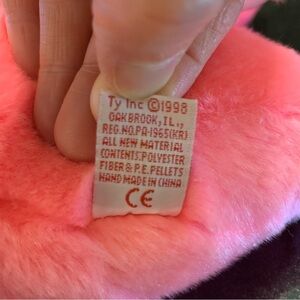 Ty Inc ©1998
OAKBROOK, IL.,
REG.NO.PA-1965(KR)
ALL NEW MATERIAL
CONTENTS:POLYESTER
FIBER & P.E.PELLETS
HAND MADE IN CHINA
CE